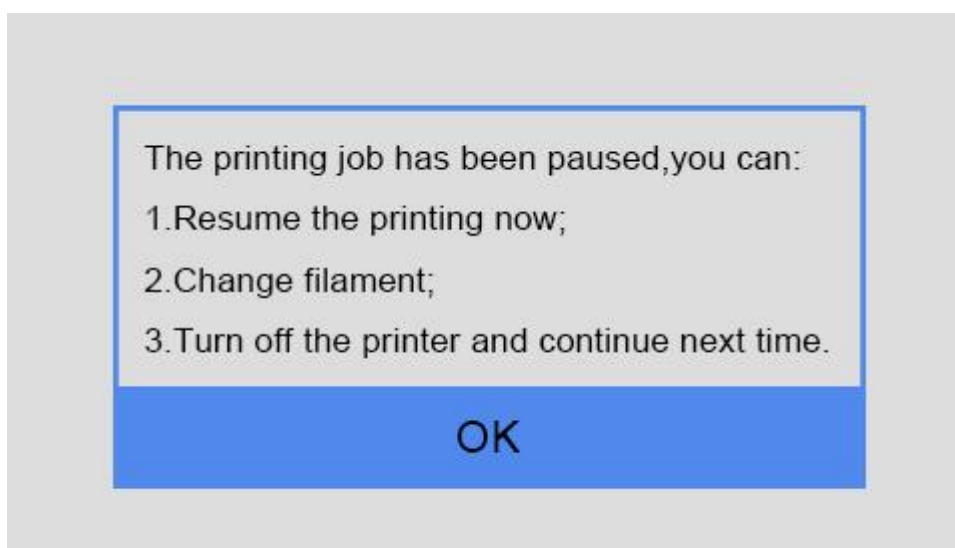 The printing job has been paused,you can:
1.Resume the printing now;
2.Change filament;
3.Turn off the printer and continue next time.
OK